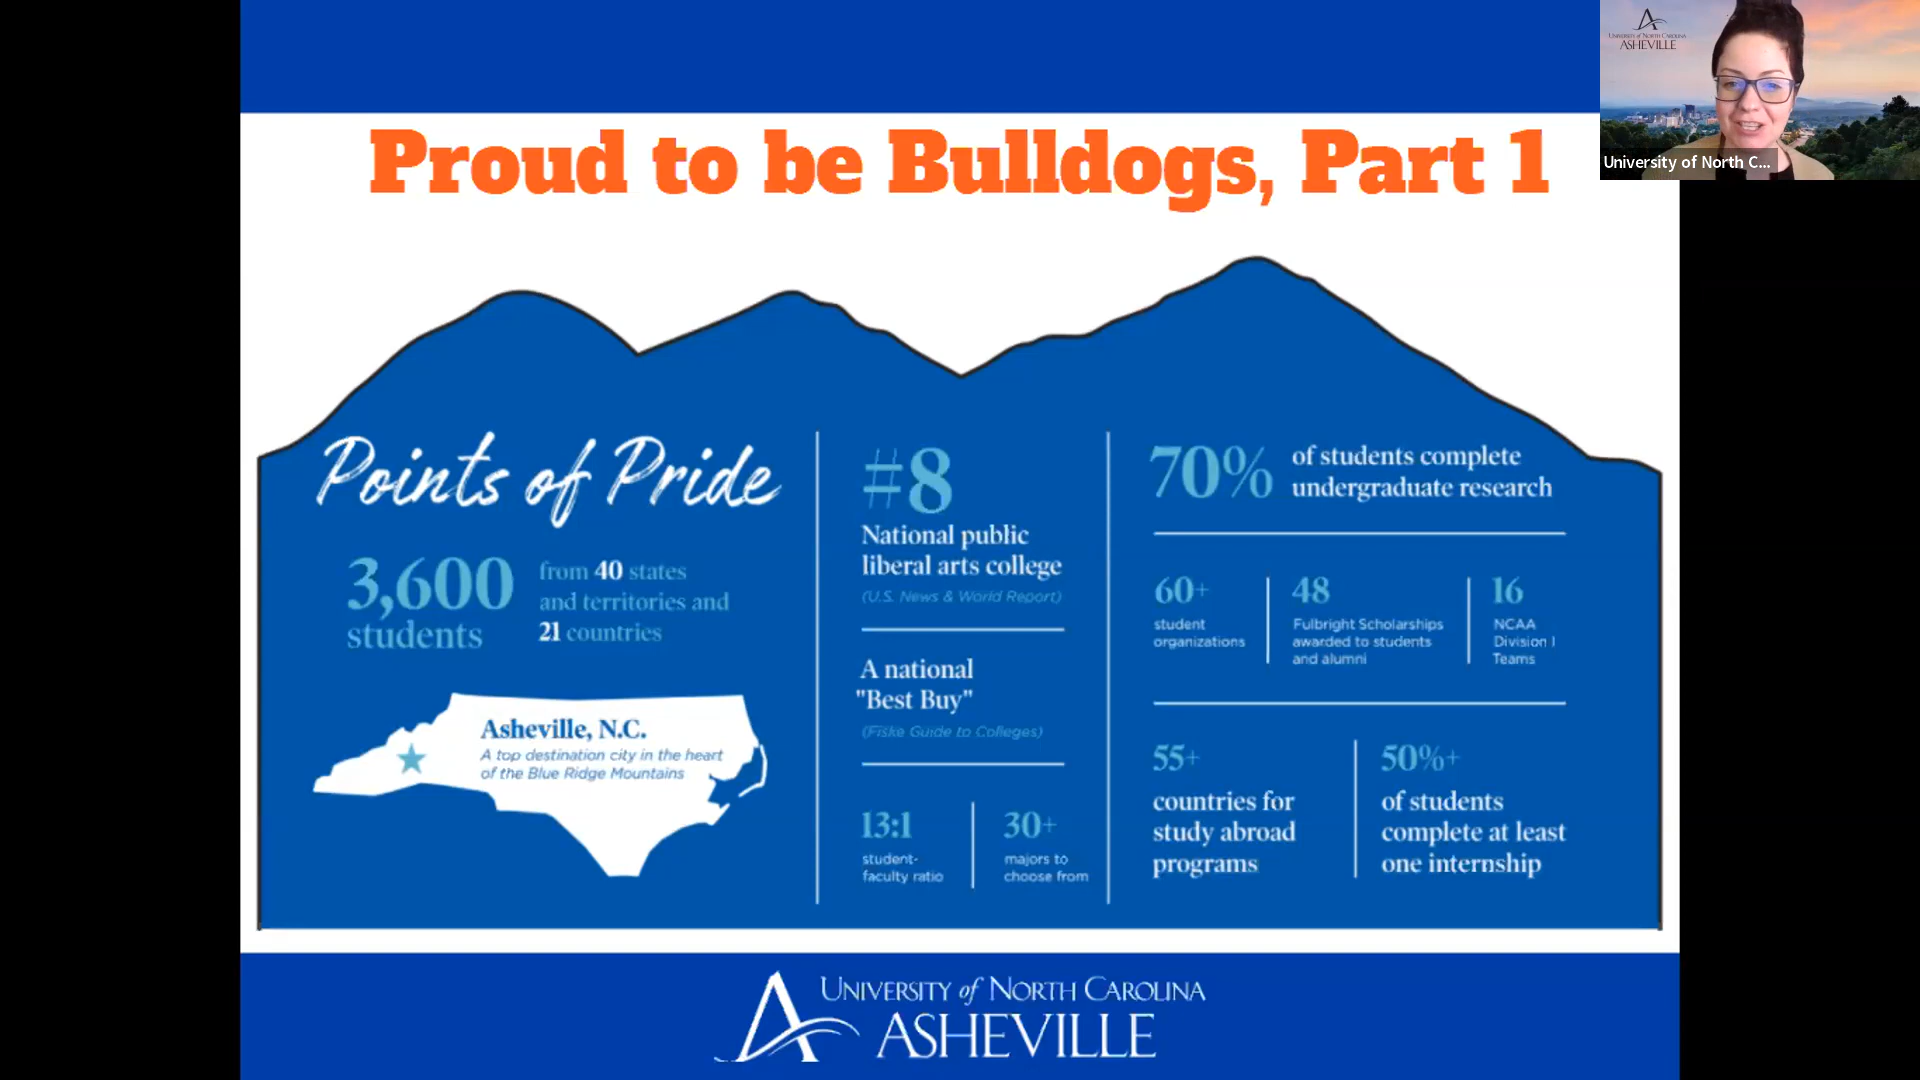 Proud to be Bulldogs, Part 1
University of North Carolina
ASHEVILLE
University of North C...
Points of Pride
3,600
students
from 40 states
and territories and
21 countries
Asheville, N.C.
A top destination city in the heart
of the Blue Ridge Mountains
#8
National public
liberal arts college
(U.S. News & World Report)
A national
"Best Buy"
(Fiske Guide to Colleges)
13:1
student-
faculty ratio
30+
majors to
choose from
70%
of students complete
undergraduate research
60+
student
organizations
48
Fulbright Scholarships
awarded to students
and alumni
16
NCAA
Division I
Teams
55+
countries for
study abroad
programs
50%+
of students
complete at least
one internship
UNIVERSITY of NORTH CAROLINA
ASHEVILLE